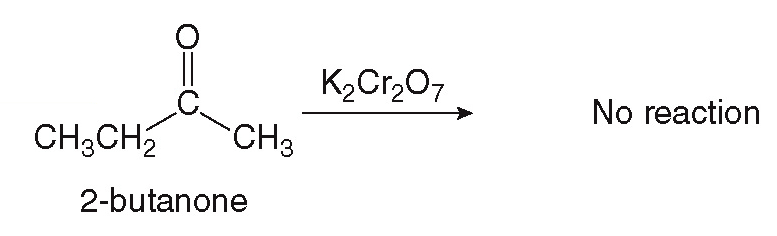 O
K₂Cr₂O₇
C
No reaction
CH₃CH₂
CH₃
2-butanone